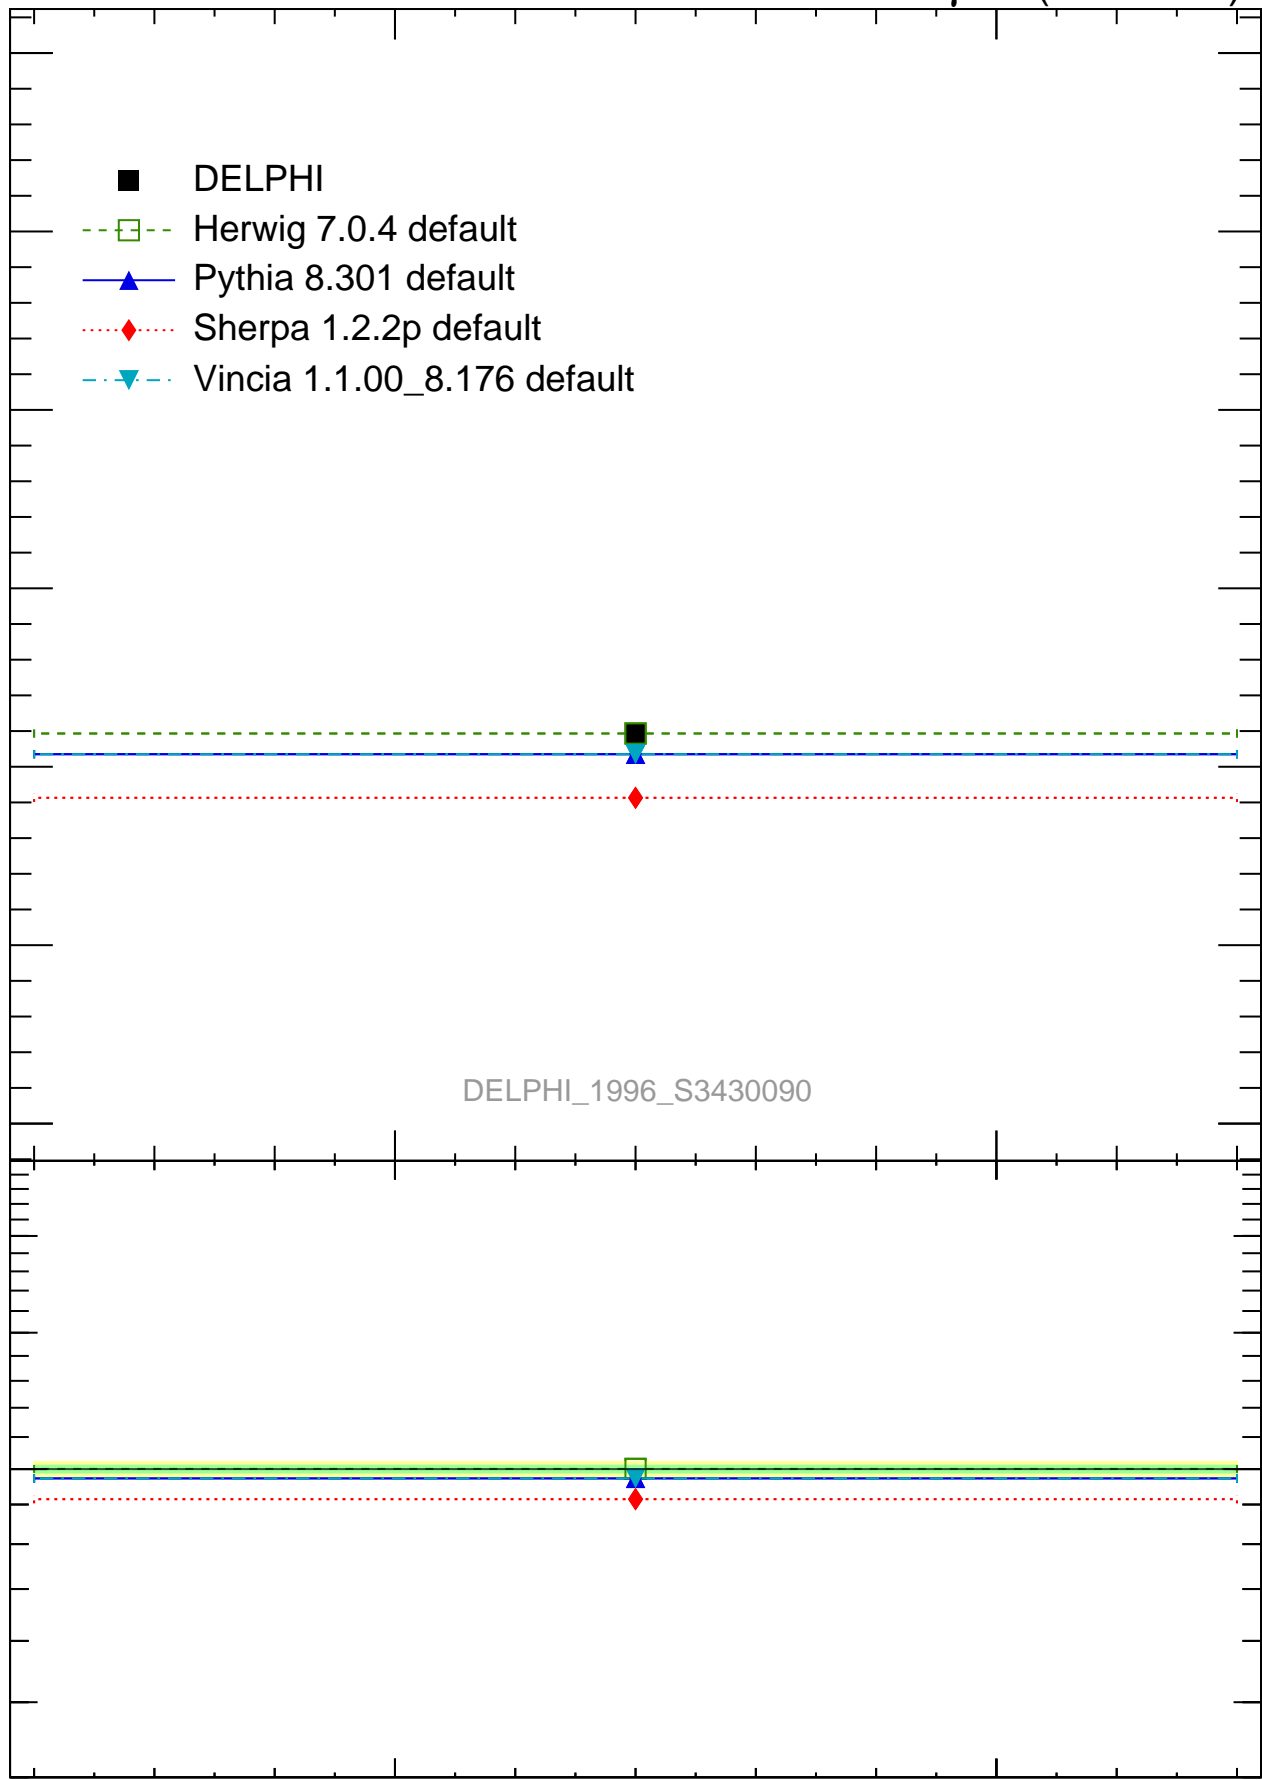 DELPHI
Herwig 7.0.4 default
Pythia 8.301 default
Sherpa 1.2.2p default
Vincia 1.1.00_8.176 default
DELPHI_1996_S3430090